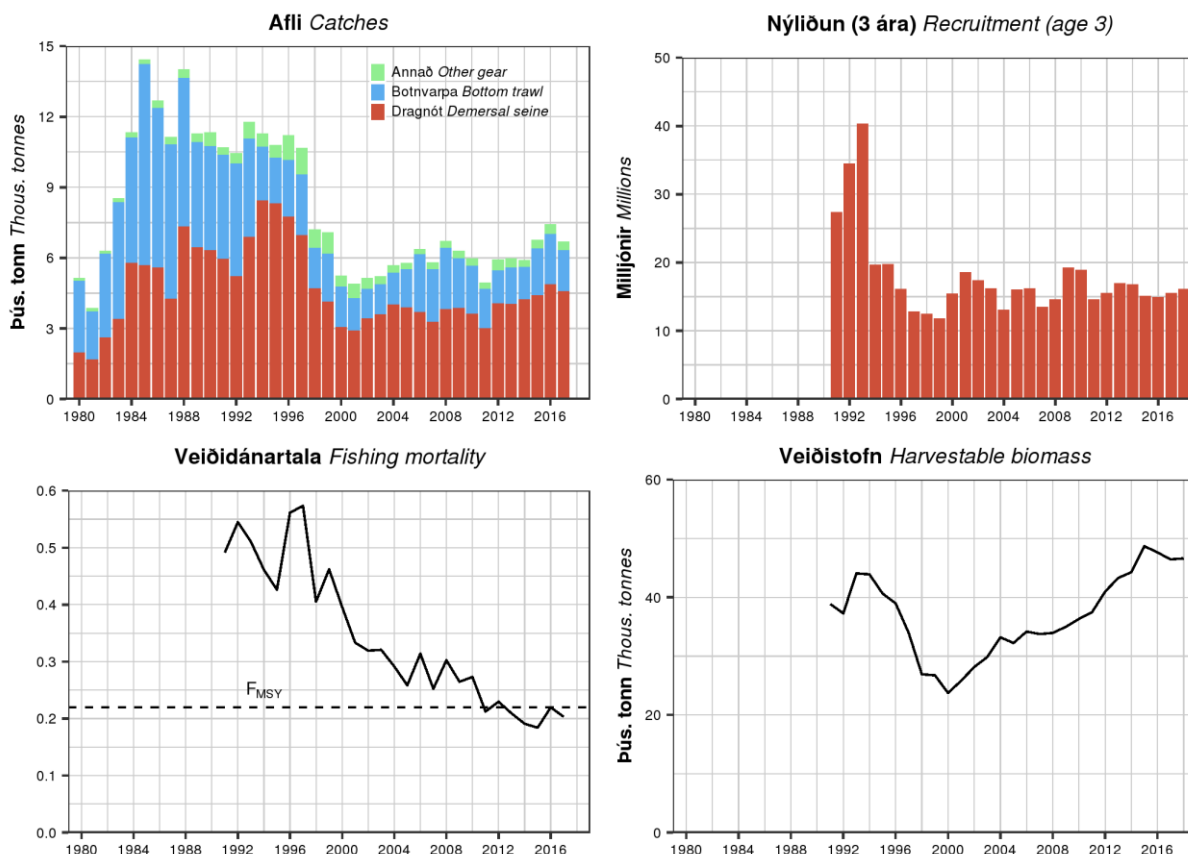 Afli Catches
Þús. tonn Thous. tonnes
15
12
9
6
3
0
Annað Other gear
Botnvarpa Bottom trawl
Dragnót Demersal seine
1980 1984 1988 1992 1996 2000 2004 2008 2012 2016
Nýliðun (3 ára) Recruitment (age 3)
Milljónir Millions
50
40
30
20
10
0
1980 1984 1988 1992 1996 2000 2004 2008 2012 2016
Veiðidánartala Fishing mortality
0.6
0.5
0.4
0.3
0.2
0.1
0.0
FMSY
1980 1984 1988 1992 1996 2000 2004 2008 2012 2016
Veiðistofn Harvestable biomass
Þús. tonn Thous. tonnes
60
40
20
0
1980 1984 1988 1992 1996 2000 2004 2008 2012 2016